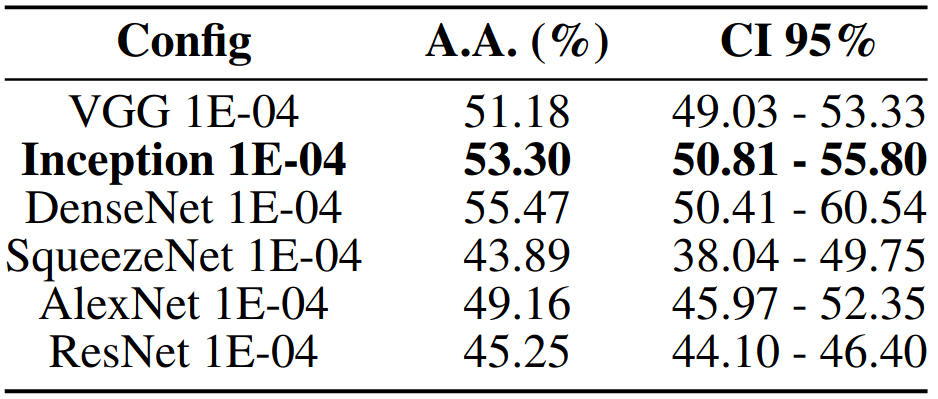 Config A.A. (%) CI 95%
VGG 1E-04 51.18 49.03 - 53.33
Inception 1E-04 53.30 50.81 - 55.80
DenseNet 1E-04 55.47 50.41 - 60.54
SqueezeNet 1E-04 43.89 38.04 - 49.75
AlexNet 1E-04 49.16 45.97 - 52.35
ResNet 1E-04 45.25 44.10 - 46.40